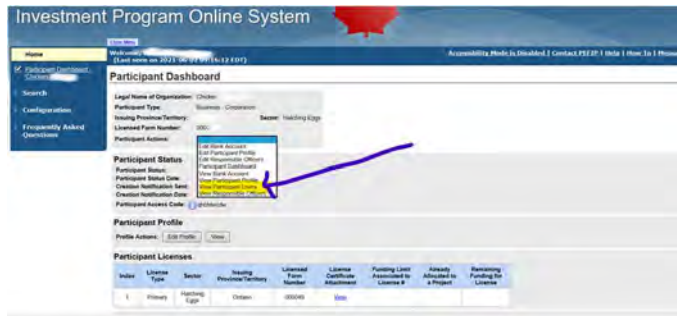 Investment Program Online System
Home
Participant Dashboard -
Search
Configuration
Frequently Asked
Questions
Welcome,
Accessibility Mode is Disabled | Contact PSEIP | Help | How To |
Participant Dashboard
Legal Name of Organization:
Participant Type: Business - Corporation
Issuing Province/Territory: Sector: Hatching Eggs
Licensed Farm Number:
Participant Actions:
Edit Bank Account
Edit Participant Profile
Edit Responsible Officers
Participant Dashboard
View Bank Account
View Participant Profile
View Participant Users
View Responsible Officers
Participant Status
Participant Status:
Participant Status Date:
Creation Notification Sent:
Creation Notification Date:
Participant Access Code:
Participant Profile
Profile Actions: Edit Profile View
Participant Licenses
Index License Type Sector Issuing Province/Territory Licensed Farm Number License Certificate Attachment Funding Limit Associated to License # Already Allocated to a Project Remaining Funding for License
1 Primary Hatching Eggs Ontario View